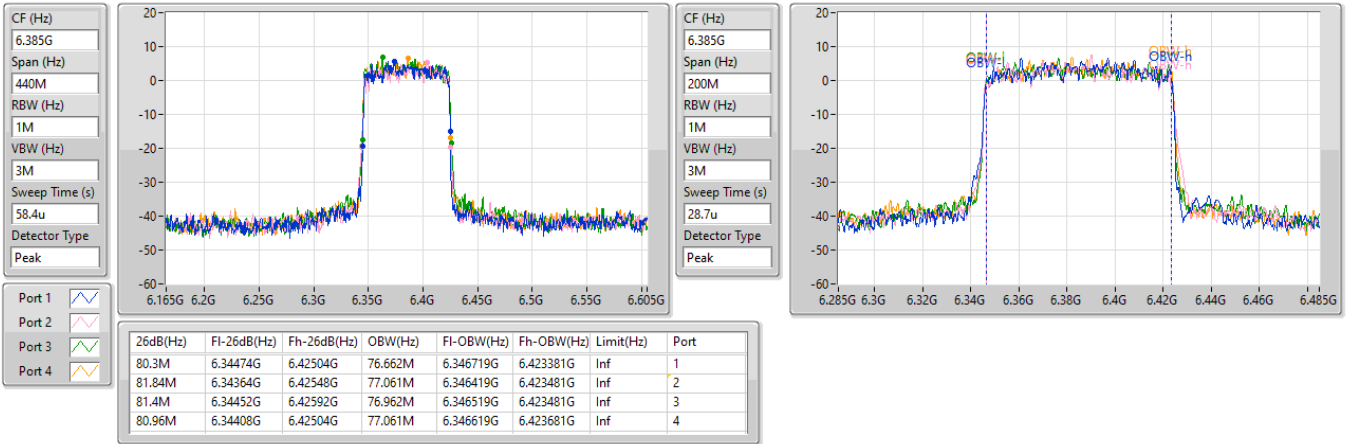 CF (Hz)
6.385G
Span (Hz)
440M
RBW (Hz)
1M
VBW (Hz)
3M
Sweep Time (s)
58.4u
Detector Type
Peak
20
10
0
-10
-20
-30
-40
-50
-60
6.165G 6.2G 6.25G 6.3G 6.35G 6.4G 6.45G 6.5G 6.55G 6.605G
CF (Hz)
6.385G
Span (Hz)
200M
RBW (Hz)
1M
VBW (Hz)
3M
Sweep Time (s)
28.7u
Detector Type
Peak
20
10
0
-10
-20
-30
-40
-50
-60
OBW-h
6.285G 6.3G 6.32G 6.34G 6.36G 6.38G 6.4G 6.42G 6.44G 6.46G 6.485G
Port 1
Port 2
Port 3
Port 4
26dB(Hz) Fl-26dB(Hz) Fh-26dB(Hz) OBW(Hz) Fl-OBW(Hz) Fh-OBW(Hz) Limit(Hz) Port
80.3M 6.34474G 6.42504G 76.662M 6.346719G 6.423381G Inf 1
81.84M 6.34364G 6.42548G 77.061M 6.346419G 6.423481G Inf 2
81.4M 6.34452G 6.42592G 76.962M 6.346519G 6.423481G Inf 3
80.96M 6.34408G 6.42504G 77.061M 6.346619G 6.423681G Inf 4